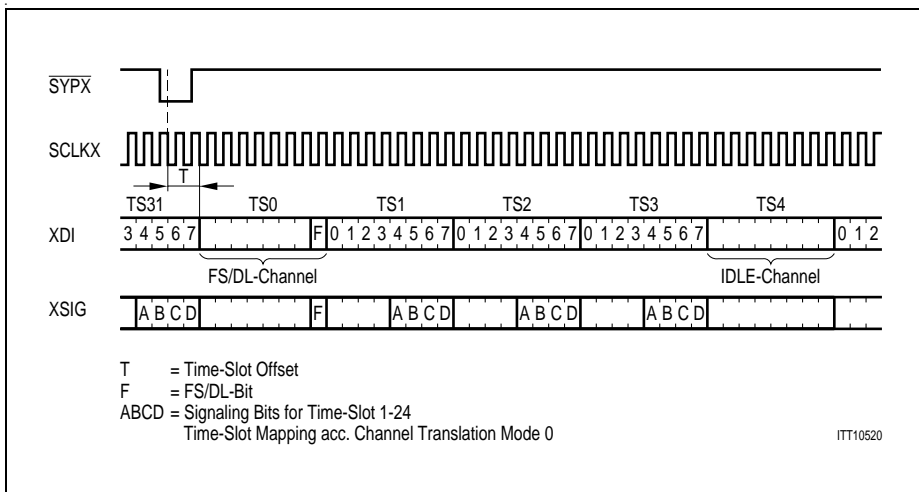 SYPX
SCLKX
T
TS31 TS0 TS1 TS2 TS3 TS4
XDI 3 4 5 6 7 F 0 1 2 3 4 5 6 7 0 1 2 3 4 5 6 7 0 1 2 3 4 5 6 7 0 1 2
FS/DL-Channel IDLE-Channel
XSIG A B C D F A B C D A B C D A B C D
T = Time-Slot Offset
F = FS/DL-Bit
ABCD = Signaling Bits for Time-Slot 1-24
Time-Slot Mapping acc. Channel Translation Mode 0
ITT10520